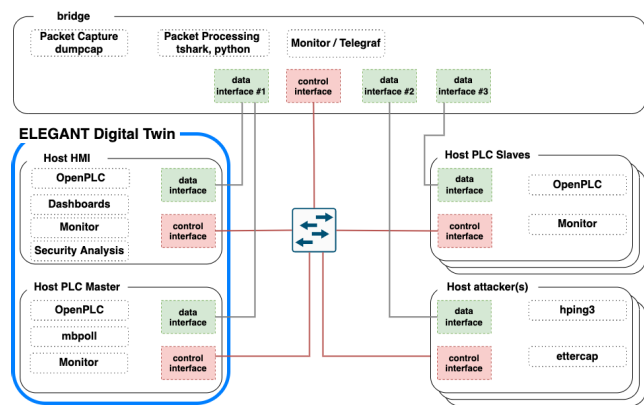 bridge
Packet Capture
dumpcap
Packet Processing
tshark, python
Monitor / Telegraf
data
interface #1
control
interface
data
interface #2
data
interface #3
ELEGANT Digital Twin
Host HMI
OpenPLC
Dashboards
Monitor
Security Analysis
data
interface
control
interface
Host PLC Master
OpenPLC
mbpoll
Monitor
data
interface
control
interface
Host PLC Slaves
data
interface
control
interface
OpenPLC
Monitor
Host attacker(s)
data
interface
control
interface
hping3
ettercap